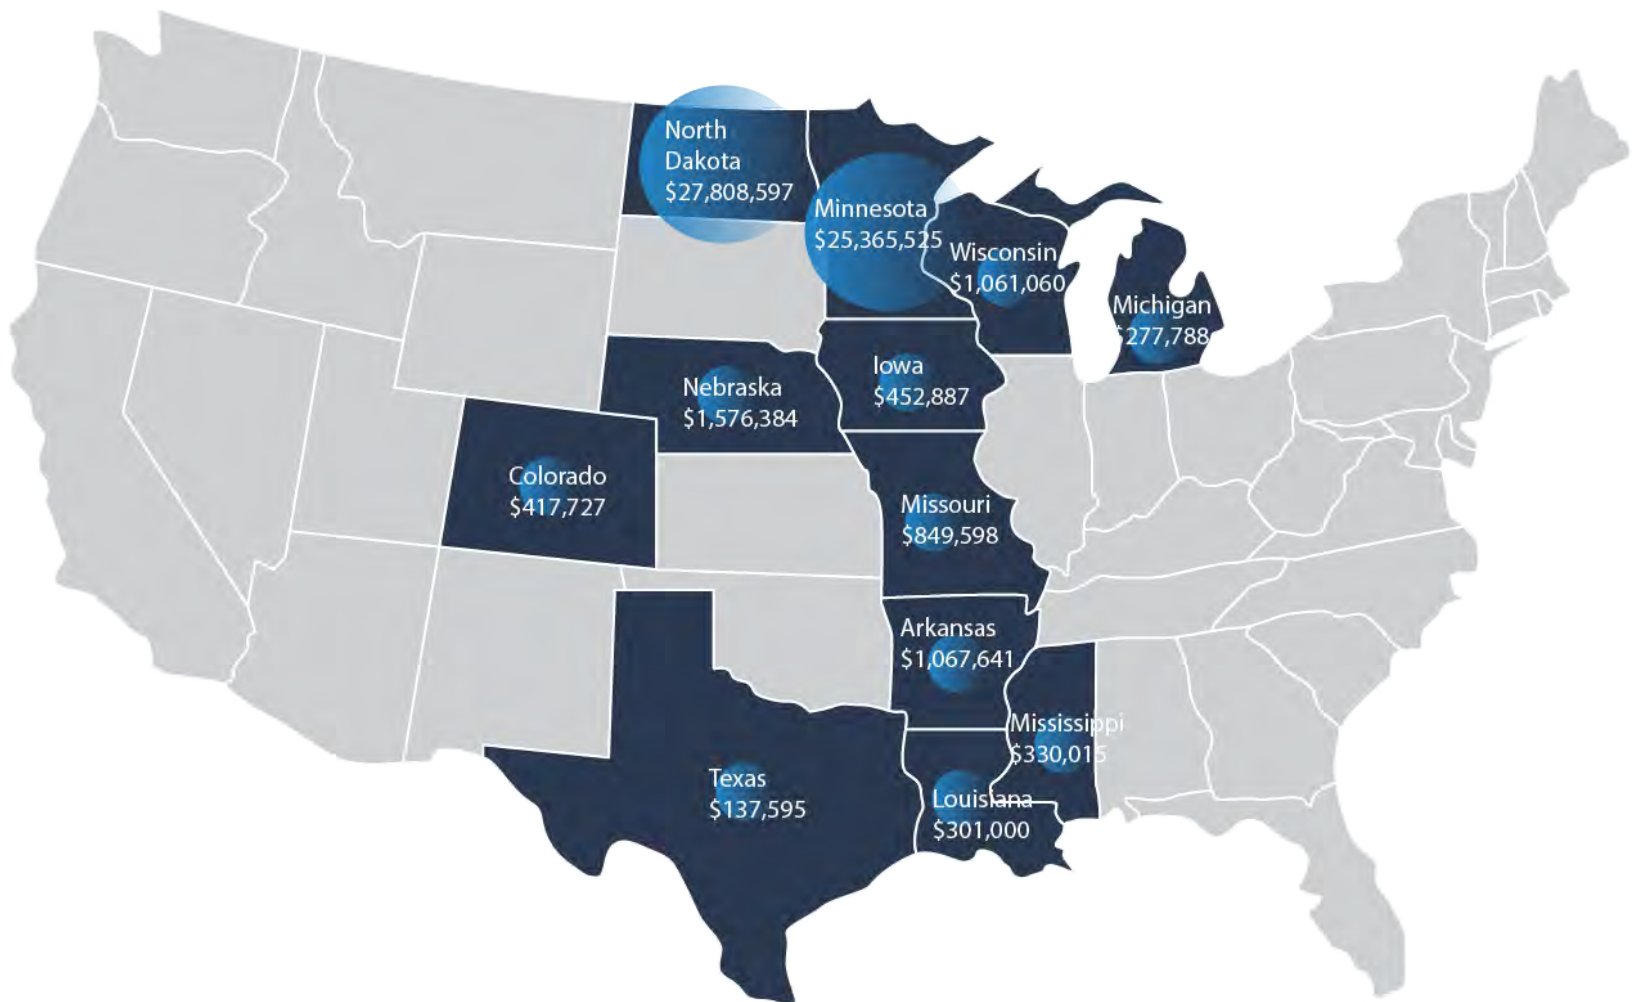 North
Dakota
$27,808,597
Minnesota
$25,365,525
Wisconsin
$1,061,060
Michigan
$277,788
Nebraska
$1,576,384
Iowa
$452,887
Colorado
$417,727
Missouri
$849,598
Arkansas
$1,067,641
Mississippi
$330,015
Texas
$137,595
Louisiana
$301,000